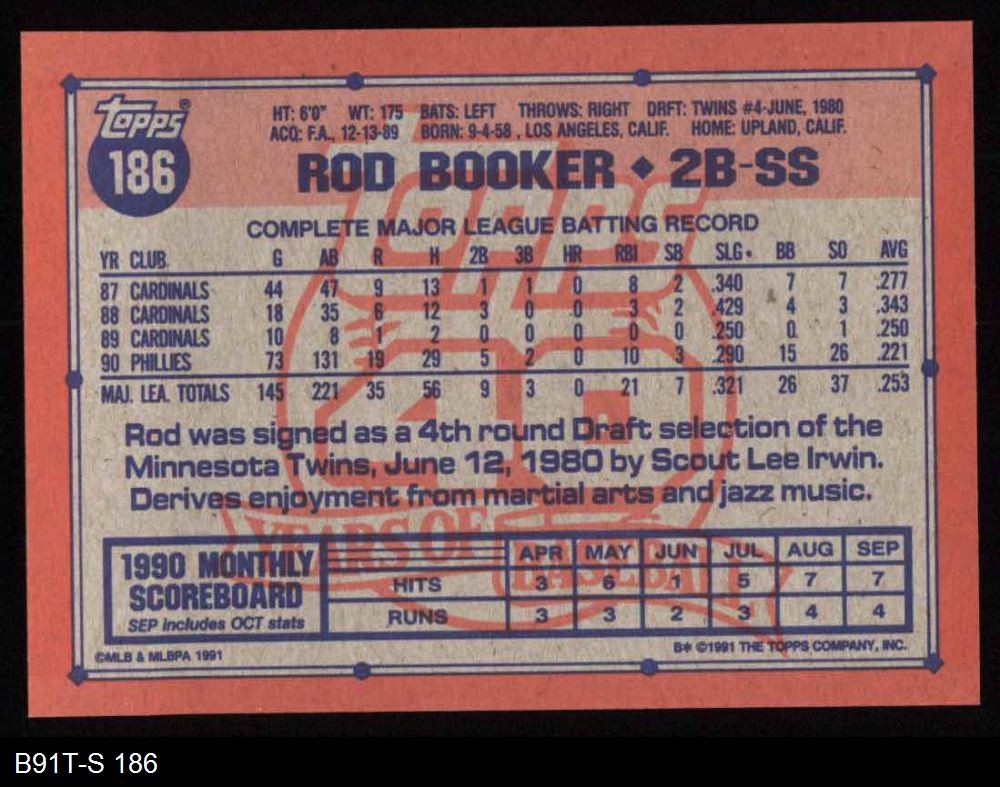 Topps®
186
HT: 6'0" WT: 175 BATS: LEFT THROWS: RIGHT DRFT: TWINS #4-JUNE, 1980
ACQ: F.A., 12-13-89 BORN: 9-4-58 , LOS ANGELES, CALIF. HOME: UPLAND, CALIF.
ROD BOOKER ◆ 2B-SS
COMPLETE MAJOR LEAGUE BATTING RECORD
YR CLUB G AB R H 2B 3B HR RBI SB SLG• BB SO AVG
87 CARDINALS 44 47 9 13 1 1 0 8 2 .340 7 7 .277
88 CARDINALS 18 35 6 12 3 0 0 3 2 .429 4 3 .343
89 CARDINALS 10 8 1 2 0 0 0 0 0 .250 0 1 .250
90 PHILLIES 73 131 19 29 5 2 0 10 3 .290 15 26 .221
MAJ. LEA. TOTALS 145 221 35 56 9 3 0 21 7 .321 26 37 .253
Rod was signed as a 4th round Draft selection of the
Minnesota Twins, June 12, 1980 by Scout Lee Irwin.
Derives enjoyment from martial arts and jazz music.
Topps
40
YEARS OF BASEBALL
1990 MONTHLY
SCOREBOARD
SEP includes OCT stats
APR MAY JUN JUL AUG SEP
HITS 3 6 1 5 7 7
RUNS 3 3 2 3 4 4
©MLB & MLBPA 1991
B* ©1991 THE TOPPS COMPANY, INC.
B91T-S 186